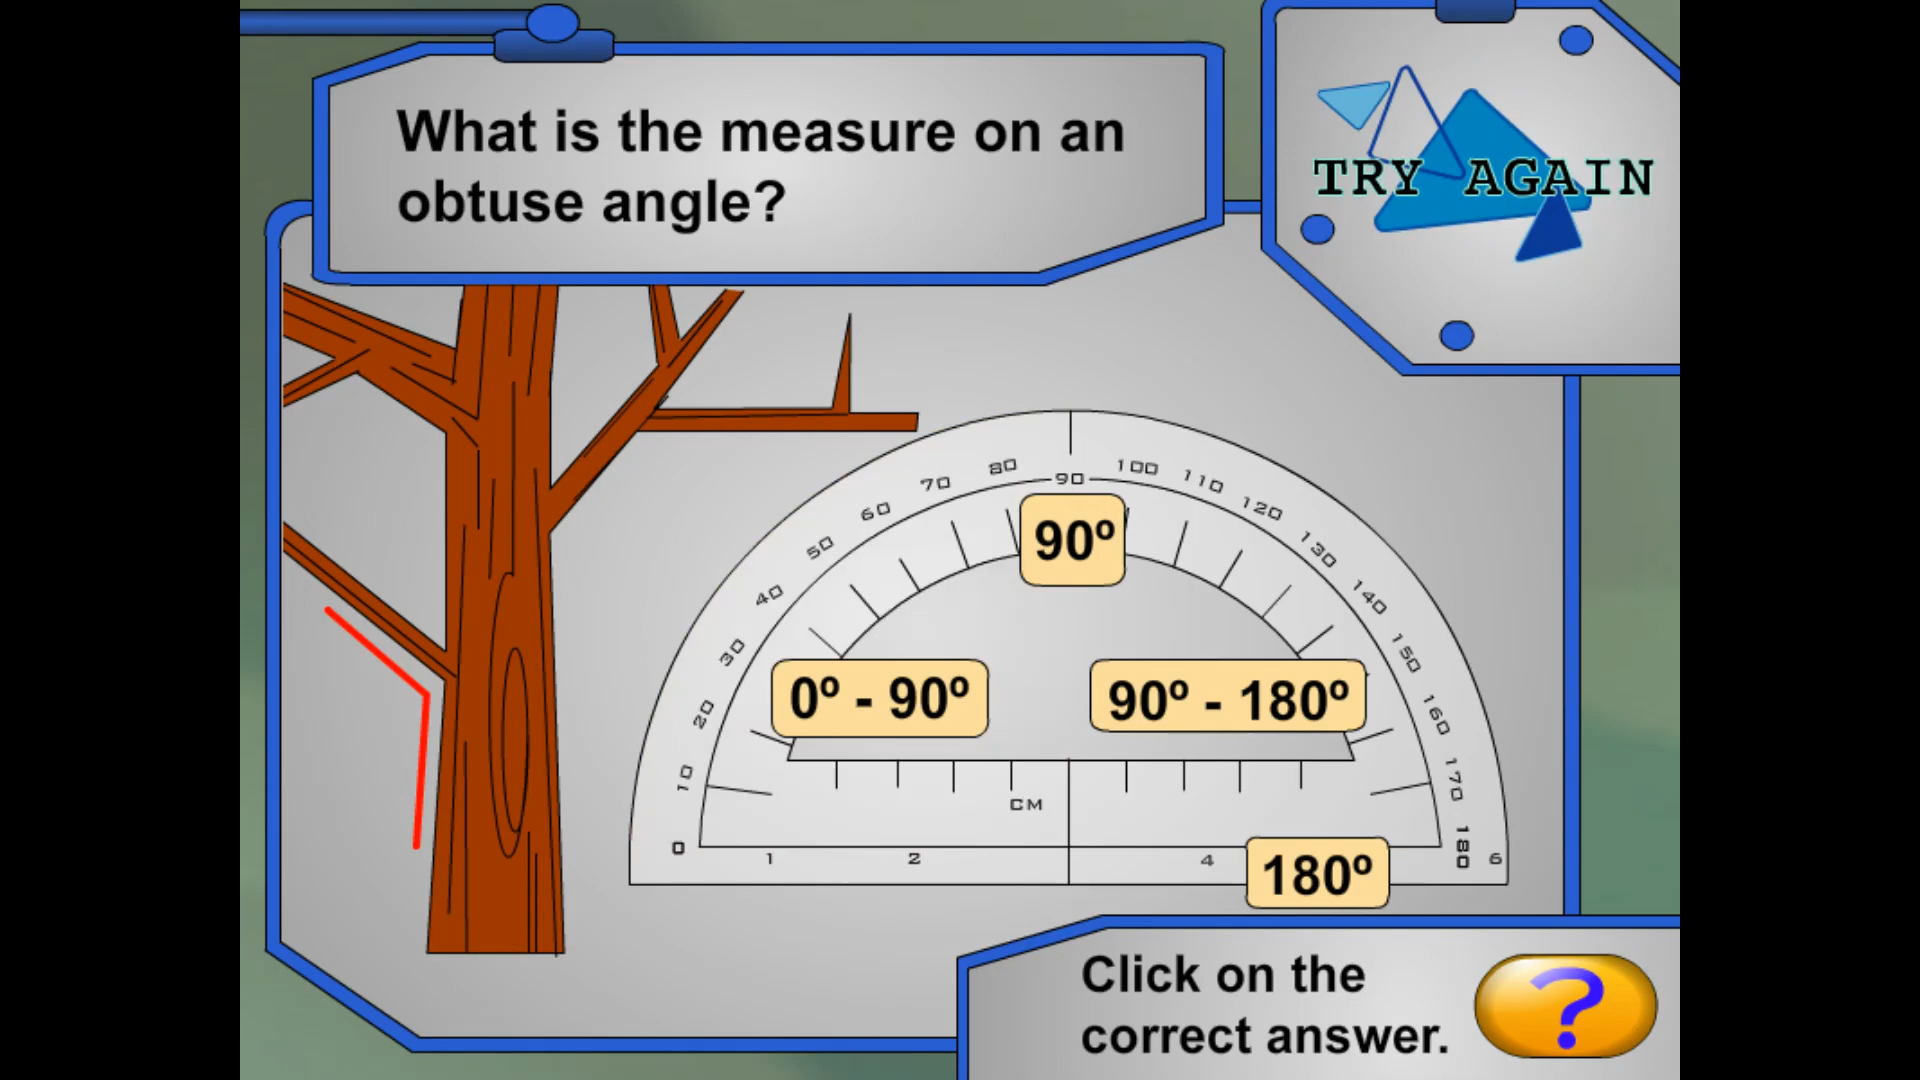 What is the measure on an
obtuse angle?
TRY AGAIN
0 10 20 30 40 50 60 70 80 90 100 110 120 130 140 150 160 170 180
90º
0º - 90º
90º - 180º
CM
1 2 4 6
180º
Click on the
correct answer.
?